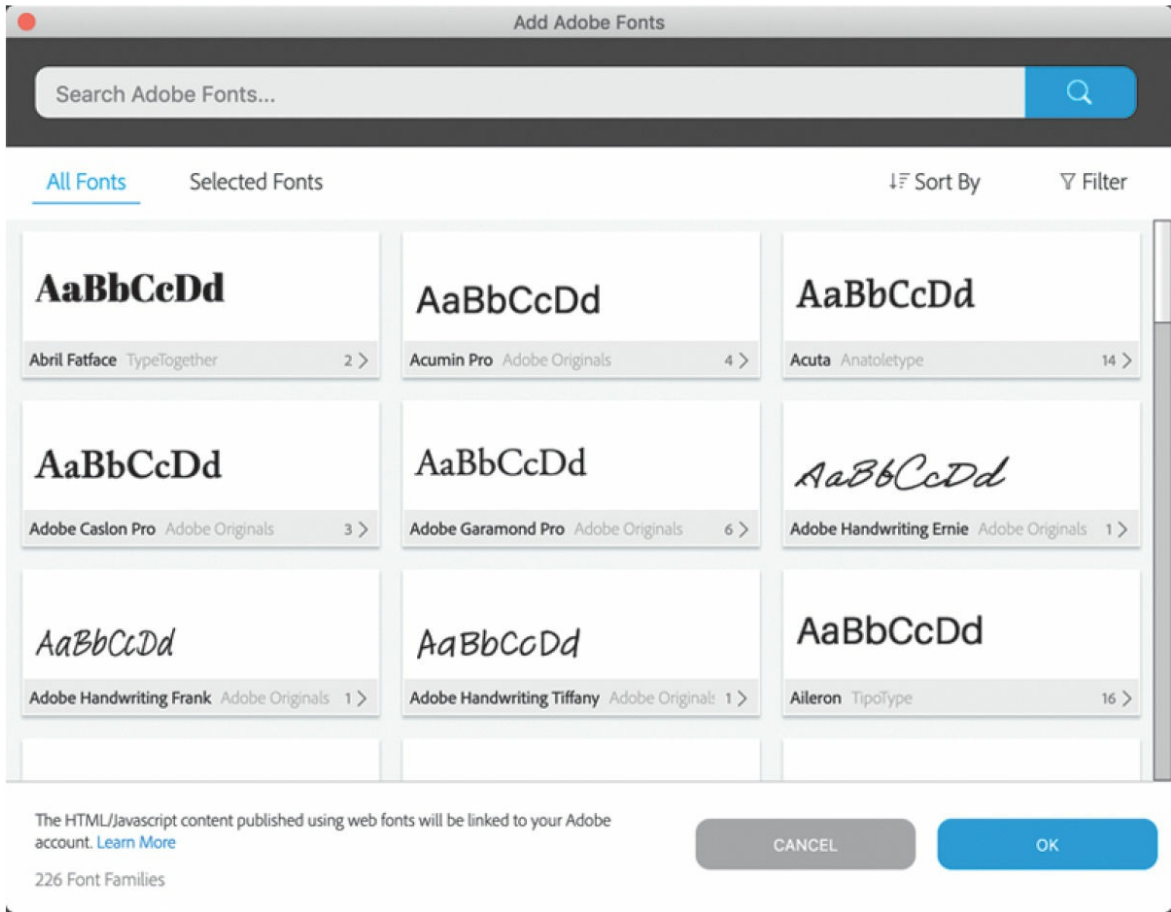 Add Adobe Fonts
Search Adobe Fonts...
All Fonts Selected Fonts Sort By Filter
AaBbCcDd AaBbCcDd AaBbCcDd
Abril Fatface TypeTogether 2 > Acumin Pro Adobe Originals 4 > Acuta Anatoletype 14 >
AaBbCcDd AaBbCcDd AaBbCcDd
Adobe Caslon Pro Adobe Originals 3 > Adobe Garamond Pro Adobe Originals 6 > Adobe Handwriting Ernie Adobe Originals 1 >
AaBbCcDd AaBbCcDd AaBbCcDd
Adobe Handwriting Frank Adobe Originals 1 > Adobe Handwriting Tiffany Adobe Original 1 > Aileron TipoType 16 >
The HTML/Javascript content published using web fonts will be linked to your Adobe
account. Learn More
CANCEL OK
226 Font Families